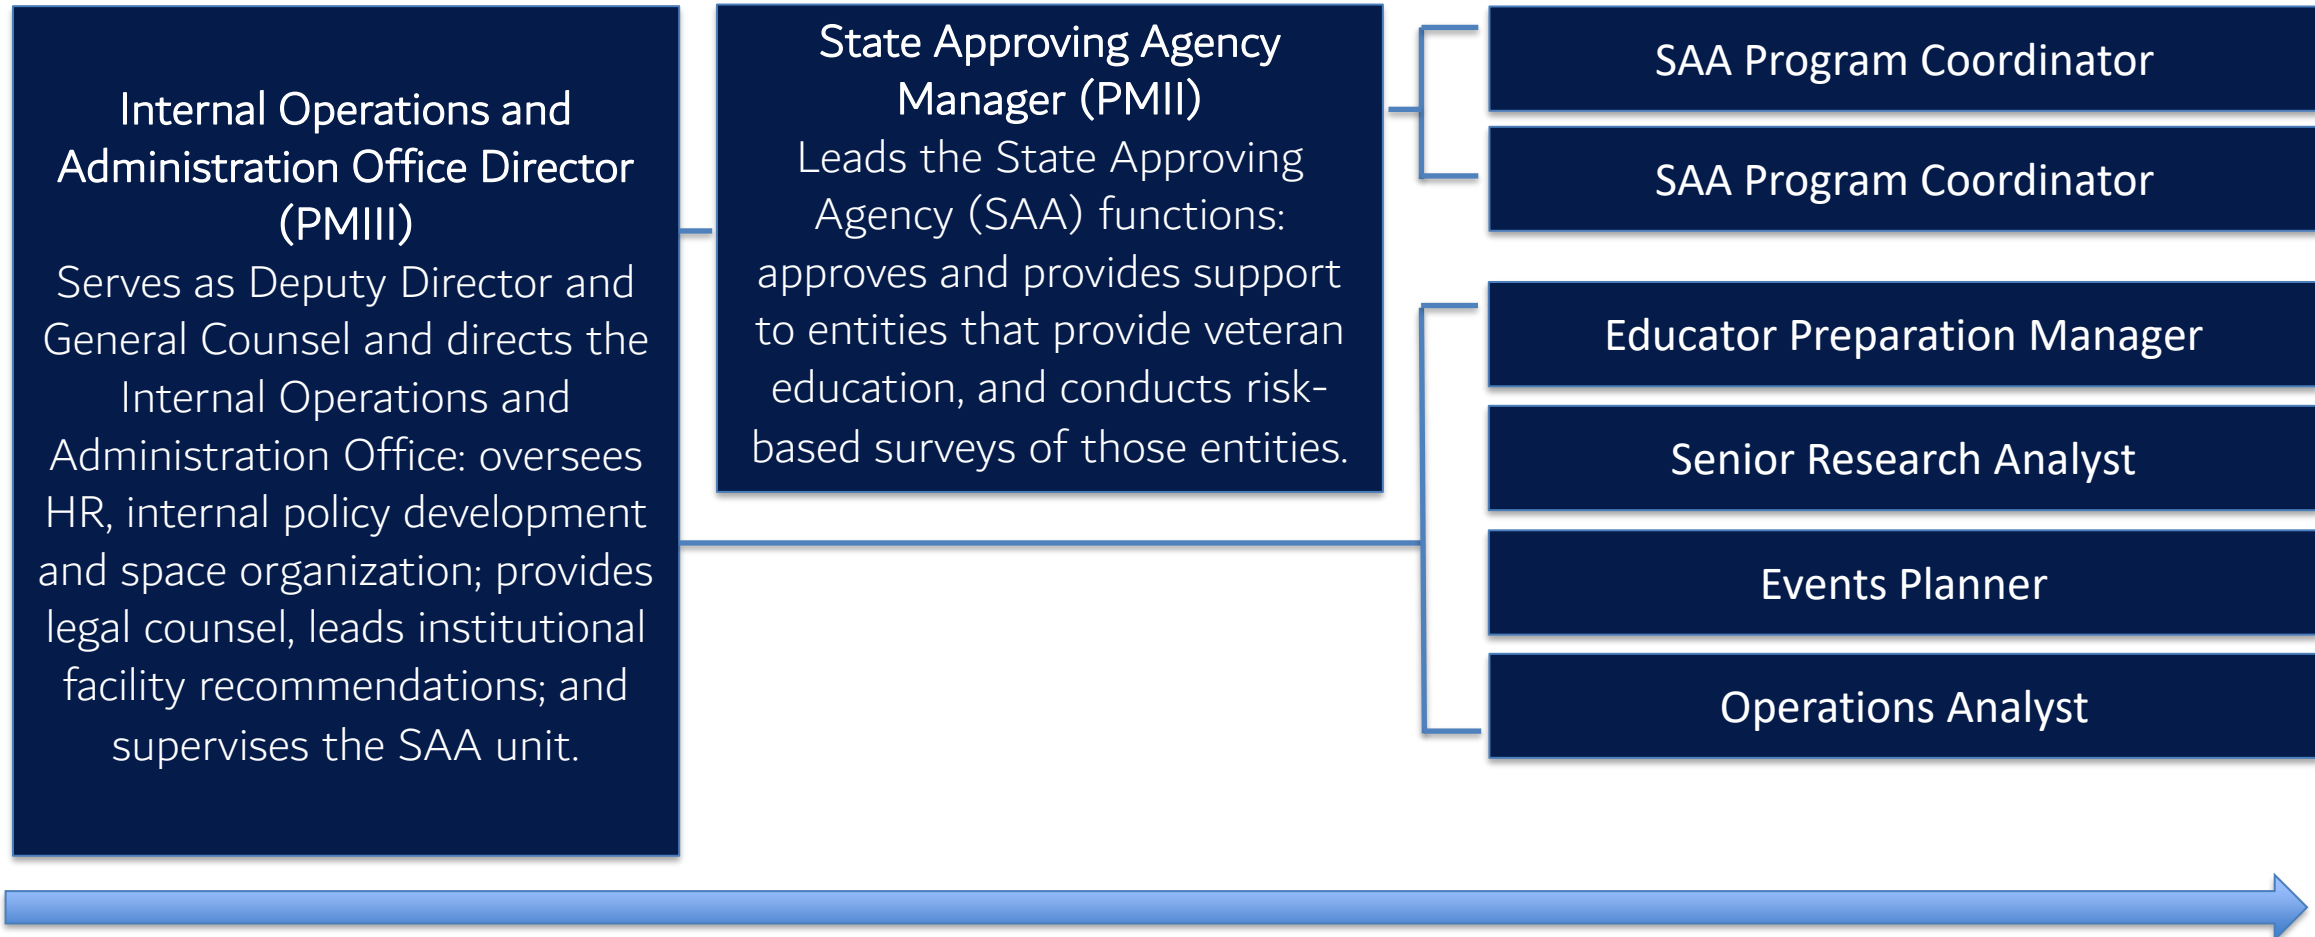 Internal Operations and
Administration Office Director
(PMIII)
Serves as Deputy Director and
General Counsel and directs the
Internal Operations and
Administration Office: oversees
HR, internal policy development
and space organization; provides
legal counsel, leads institutional
facility recommendations; and
supervises the SAA unit.
State Approving Agency
Manager (PMII)
Leads the State Approving
Agency (SAA) functions:
approves and provides support
to entities that provide veteran
education, and conducts risk-
based surveys of those entities.
SAA Program Coordinator
SAA Program Coordinator
Educator Preparation Manager
Senior Research Analyst
Events Planner
Operations Analyst